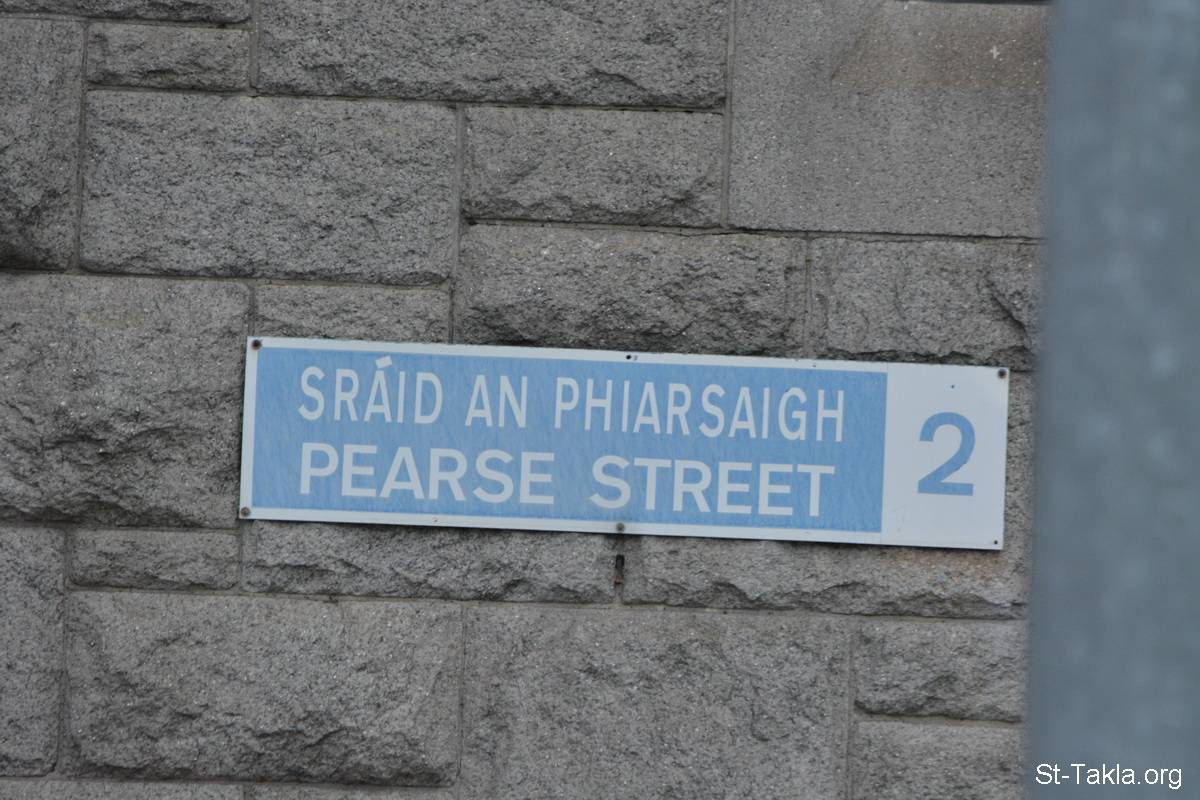 SRÁID AN PHIARSAIGH
PEARSE STREET
2
St-Takla.org